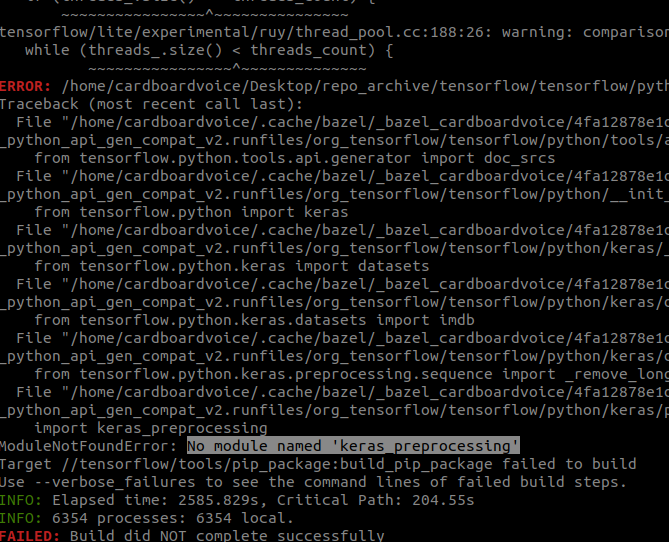 ~~~~~~~~~~~~~~~~^~~~~~~~~~~~~~~
tensorflow/lite/experimental/ruy/thread_pool.cc:188:26: warning: comparison
while (threads_.size() < threads_count) {
~~~~~~~~~~~~~~~~^~~~~~~~~~~~~~~
ERROR: /home/cardboardvoice/Desktop/repo_archive/tensorflow/tensorflow/pyth
Traceback (most recent call last):
File "/home/cardboardvoice/.cache/bazel/_bazel_cardboardvoice/4fa12878e1
_python_api_gen_compat_v2.runfiles/org_tensorflow/tensorflow/python/tools/a
from tensorflow.python.tools.api.generator import doc_srcs
File "/home/cardboardvoice/.cache/bazel/_bazel_cardboardvoice/4fa12878e1
_python_api_gen_compat_v2.runfiles/org_tensorflow/tensorflow/python/__init_
from tensorflow.python import keras
File "/home/cardboardvoice/.cache/bazel/_bazel_cardboardvoice/4fa12878e1
_python_api_gen_compat_v2.runfiles/org_tensorflow/tensorflow/python/keras/_
from tensorflow.python.keras import datasets
File "/home/cardboardvoice/.cache/bazel/_bazel_cardboardvoice/4fa12878e1
_python_api_gen_compat_v2.runfiles/org_tensorflow/tensorflow/python/keras/d
from tensorflow.python.keras.datasets import imdb
File "/home/cardboardvoice/.cache/bazel/_bazel_cardboardvoice/4fa12878e1
_python_api_gen_compat_v2.runfiles/org_tensorflow/tensorflow/python/keras/d
from tensorflow.python.keras.preprocessing.sequence import _remove_long
File "/home/cardboardvoice/.cache/bazel/_bazel_cardboardvoice/4fa12878e1
_python_api_gen_compat_v2.runfiles/org_tensorflow/tensorflow/python/keras/p
import keras_preprocessing
ModuleNotFoundError: No module named 'keras_preprocessing'
Target //tensorflow/tools/pip_package:build_pip_package failed to build
Use --verbose_failures to see the command lines of failed build steps.
INFO: Elapsed time: 2585.829s, Critical Path: 204.55s
INFO: 6354 processes: 6354 local.
FAILED: Build did NOT complete successfully